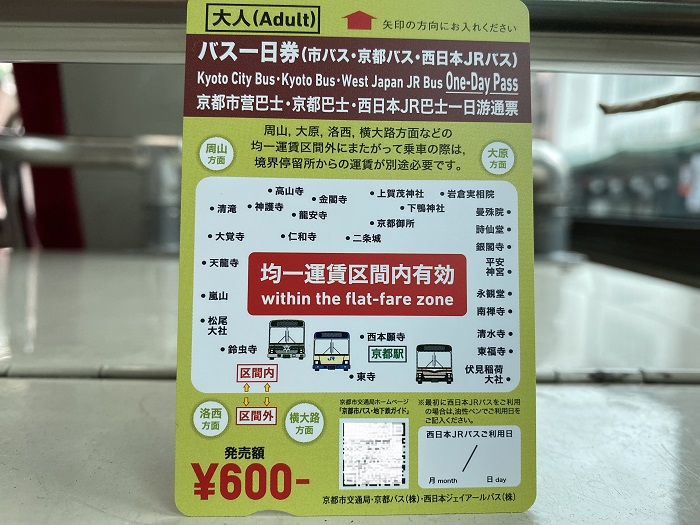 大人(Adult)
矢印の方向にお入れください
バス一日券(市バス・京都バス・西日本JRバス)
Kyoto City Bus・Kyoto Bus・West Japan JR Bus One-Day Pass
京都市营巴士・京都巴士・西日本JR巴士一日游通票
周山, 大原, 洛西, 横大路方面などの
均一運賃区間外にまたがって乗車の際は、
境界停留所からの運賃が別途必要です。
周山
方面
大原
方面
・高山寺
・金閣寺
・上賀茂神社
・岩倉実相院
・清滝
・神護寺
・龍安寺
・下鴨神社
曼殊院・
・京都御所
詩仙堂・
・大覚寺
・仁和寺
・二条城
銀閣寺・
・天龍寺
平安
神宮・
均一運賃区間内有効
within the flat-fare zone
・嵐山
永観堂・
南禅寺・
・松尾
大社
清水寺・
・鈴虫寺
JR
・西本願寺
京都駅
東福寺・
・東寺
伏見稲荷
大社・
区間内
区間外
洛西
方面
横大路
方面
京都市交通局ホームページ
「京都市バス・地下鉄ガイド」
※最初に西日本JRバスをご利用
の場合は、油性ペンでご利用日を
ご記入ください。
西日本JRバスご利用日
/
月 month
日 day
発売額
¥600-
京都市交通局・京都バス(株)・西日本ジェイアールバス(株)